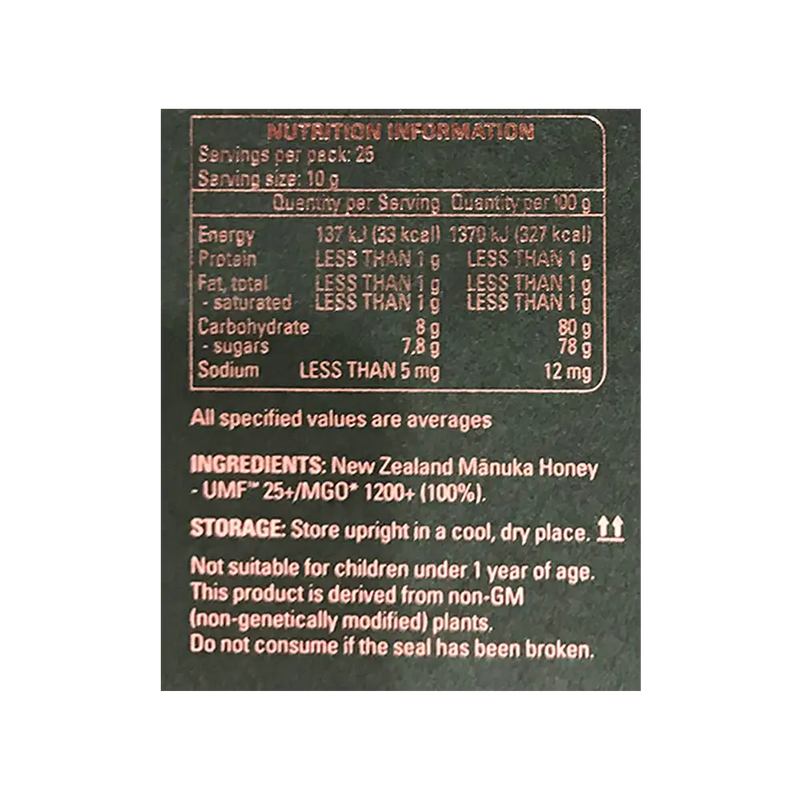 NUTRITION INFORMATION
Servings per pack: 25
Serving size: 10 g
Quantity per Serving Quantity per 100 g
Energy 137 kJ (33 kcal) 1370 kJ (327 kcal)
Protein LESS THAN 1 g LESS THAN 1 g
Fat, total LESS THAN 1 g LESS THAN 1 g
- saturated LESS THAN 1 g LESS THAN 1 g
Carbohydrate 8 g 80 g
- sugars 7.8 g 78 g
Sodium LESS THAN 5 mg 12 mg
All specified values are averages
INGREDIENTS: New Zealand Mānuka Honey
- UMF™ 25+/MGO* 1200+ (100%).
STORAGE: Store upright in a cool, dry place.
Not suitable for children under 1 year of age.
This product is derived from non-GM
(non-genetically modified) plants.
Do not consume if the seal has been broken.